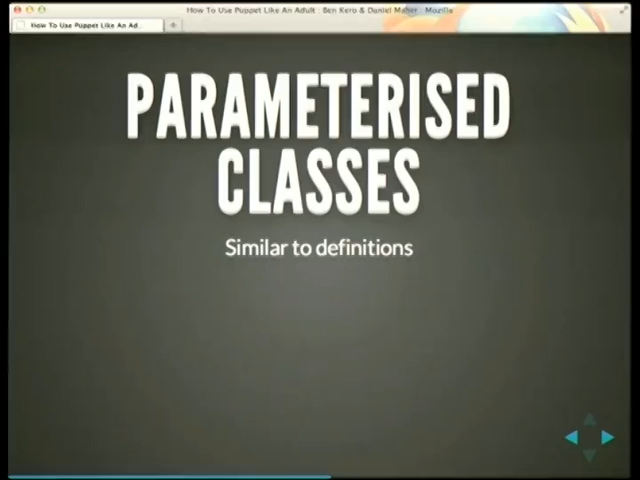 How To Use Puppet Like An Adult : Ben Kero & Daniel Maher : Mozilla
How To Use Puppet Like An Ad...
PARAMETERISED
CLASSES
Similar to definitions